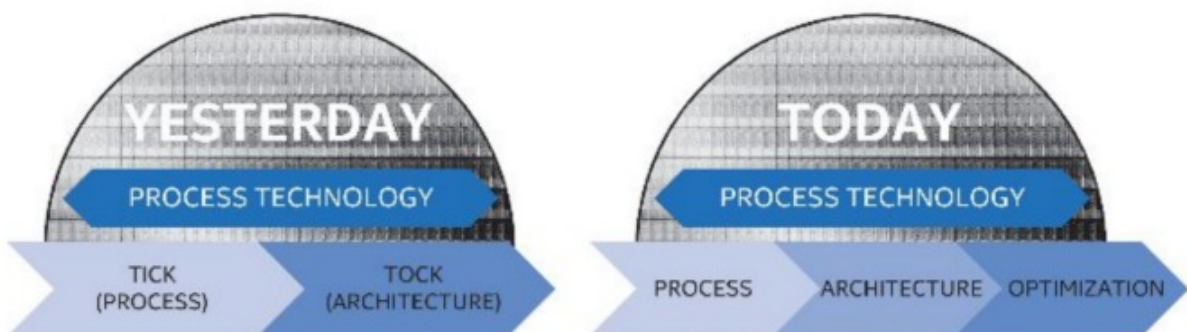 YESTERDAY
PROCESS TECHNOLOGY
TICK
(PROCESS)
TOCK
(ARCHITECTURE)
TODAY
PROCESS TECHNOLOGY
PROCESS
ARCHITECTURE
OPTIMIZATION